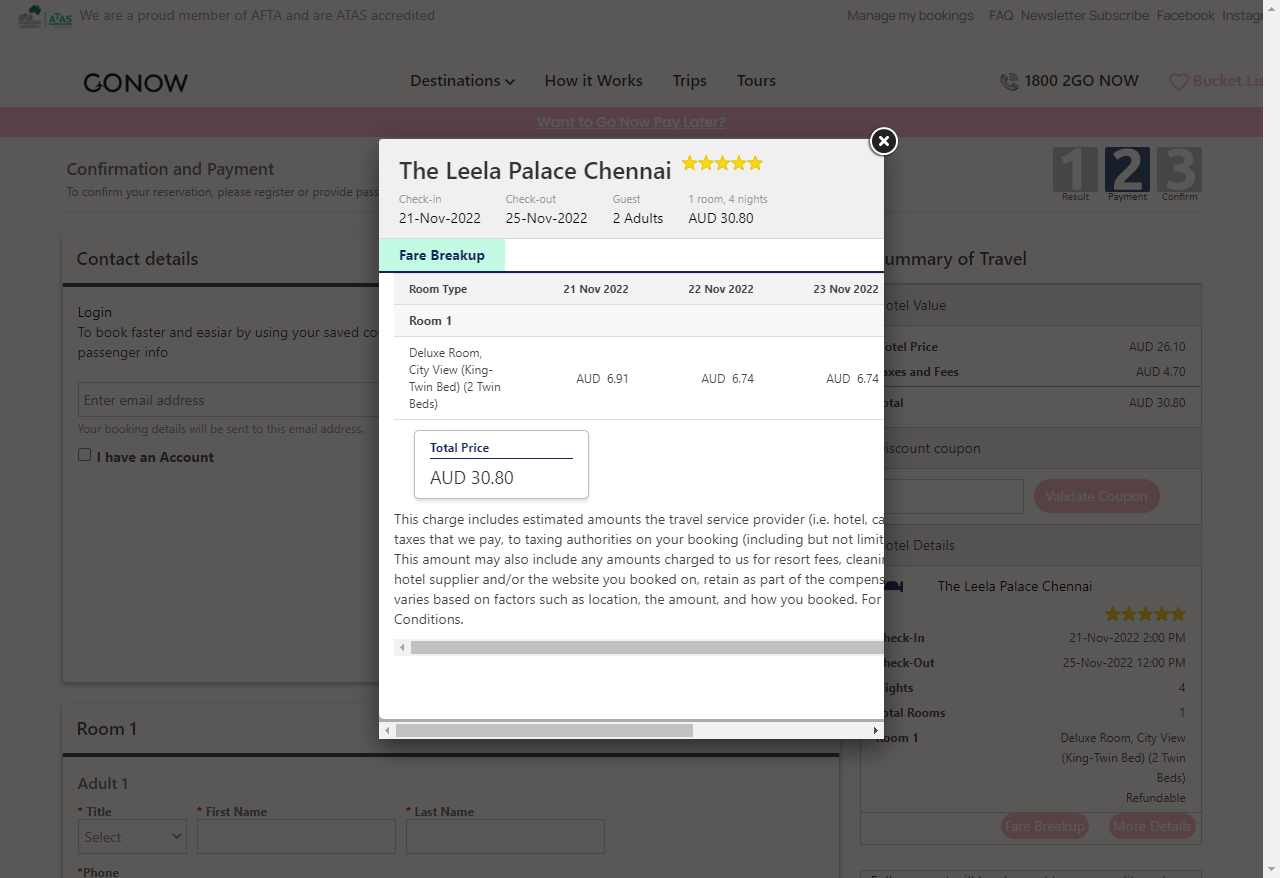 We are a proud member of AFTA and are ATAS accredited
Manage my bookings FAQ Newsletter Subscribe Facebook Instag
GONOW
Destinations How it Works Trips Tours
1800 2GO NOW
Bucket Lis
Want to Go Now Pay Later?
Confirmation and Payment
To confirm your reservation, please register or provide pas
1 2 3
Result Payment Confirm
The Leela Palace Chennai
Check-in Check-out Guest 1 room, 4 nights
21-Nov-2022 25-Nov-2022 2 Adults AUD 30.80
Fare Breakup
Room Type 21 Nov 2022 22 Nov 2022 23 Nov 2022
Room 1
Deluxe Room,
City View (King-
Twin Bed) (2 Twin
Beds)
AUD 6.91 AUD 6.74 AUD 6.74
Total Price
AUD 30.80
This charge includes estimated amounts the travel service provider (i.e. hotel, ca
taxes that we pay, to taxing authorities on your booking (including but not limit
This amount may also include any amounts charged to us for resort fees, cleanin
hotel supplier and/or the website you booked on, retain as part of the compens
varies based on factors such as location, the amount, and how you booked. For
Conditions.
Contact details
Login
To book faster and easiar by using your saved co
passenger info
Enter email address
Your booking details will be sent to this email address.
I have an Account
Room 1
Adult 1
* Title * First Name * Last Name
Select
*Phone
ummary of Travel
otel Value
otel Price AUD 26.10
axes and Fees AUD 4.70
otal AUD 30.80
iscount coupon
Validate Coupon
otel Details
The Leela Palace Chennai
heck-In 21-Nov-2022 2:00 PM
heck-Out 25-Nov-2022 12:00 PM
ights 4
otal Rooms 1
oom 1 Deluxe Room, City View
(King-Twin Bed) (2 Twin
Beds)
Refundable
Fare Breakup More Details